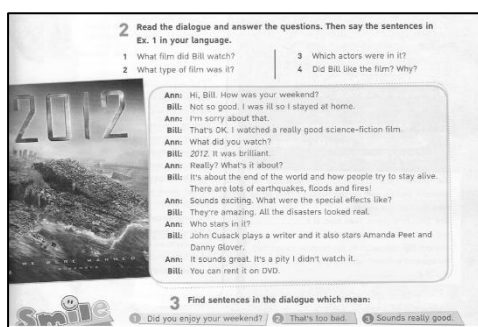 2 Read the dialogue and answer the questions. Then say the sentences in
Ex. 1 in your language.
1 What film did Bill watch?
2 What type of film was it?
3 Which actors were in it?
4 Did Bill like the film? Why?
2012
Ann: Hi, Bill. How was your weekend?
Bill: Not so good. I was ill so I stayed at home.
Ann: I'm sorry about that.
Bill: That's OK. I watched a really good science-fiction film.
Ann: What did you watch?
Bill: 2012. It was brilliant.
Ann: Really? What's it about?
Bill: It's about the end of the world and how people try to stay alive.
There are lots of earthquakes, floods and fires!
Ann: Sounds exciting. What were the special effects like?
Bill: They're amazing. All the disasters looked real.
Ann: Who stars in it?
Bill: John Cusack plays a writer and it also stars Amanda Peet and
Danny Glover.
Ann: It sounds great. It's a pity I didn't watch it.
Bill: You can rent it on DVD.
WE WERE WARNED
Smile
3 Find sentences in the dialogue which mean:
1 Did you enjoy your weekend? 2 That's too bad. 3 Sounds really good.